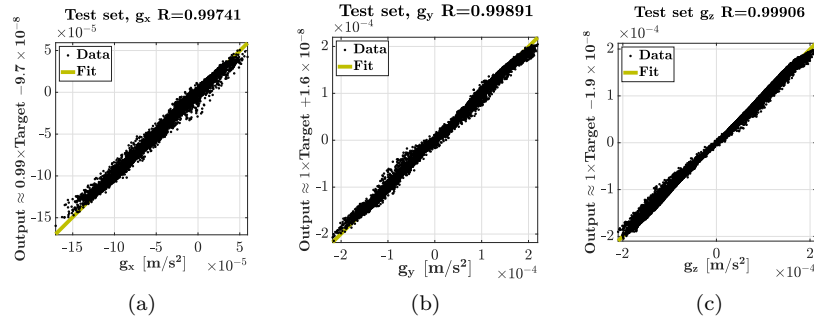 Test set, gx R=0.99741
×10⁻⁵
Data
Fit
5
0
-5
-10
-15
Output ≈ 0.99×Target −9.7 × 10⁻⁸
-15 -10 -5 0 5
gx [m/s²] ×10⁻⁵
(a)
Test set, gy R=0.99891
×10⁻⁴
Data
Fit
2
1
0
-1
-2
Output ≈ 1×Target +1.6 × 10⁻⁸
-2 -1 0 1 2
gy [m/s²] ×10⁻⁴
(b)
Test set gz R=0.99906
×10⁻⁴
Data
Fit
2
1
0
-1
-2
Output ≈ 1×Target −1.9 × 10⁻⁸
-2 -1 0 1 2
gz [m/s²] ×10⁻⁴
(c)